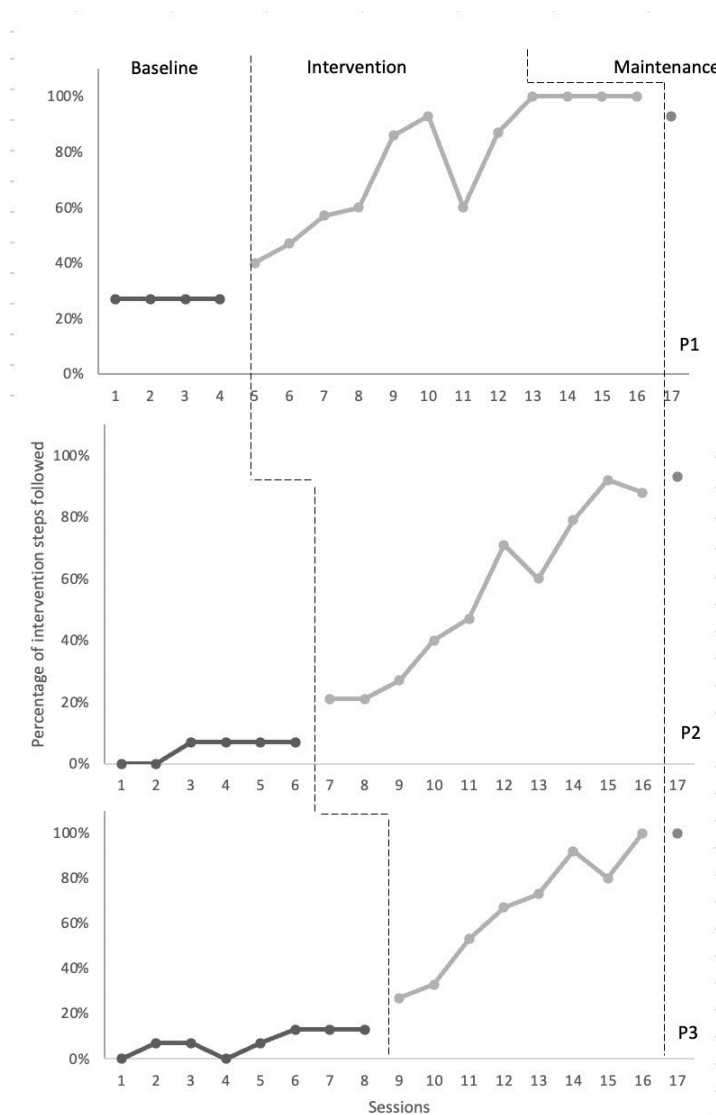 Baseline Intervention Maintenance
100%
80%
60%
40%
20%
0%
P1
1 2 3 4 5 6 7 8 9 10 11 12 13 14 15 16 17
Percentage of intervention steps followed
100%
80%
60%
40%
20%
0%
P2
1 2 3 4 5 6 7 8 9 10 11 12 13 14 15 16 17
100%
80%
60%
40%
20%
0%
P3
1 2 3 4 5 6 7 8 9 10 11 12 13 14 15 16 17
Sessions